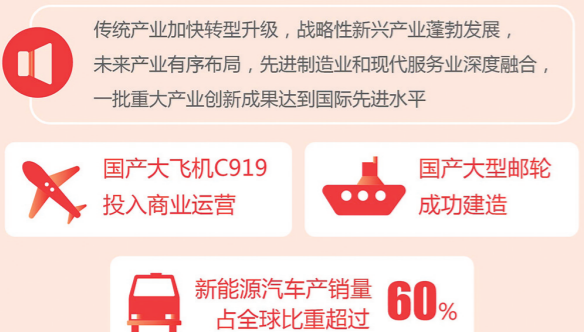 传统产业加快转型升级，战略性新兴产业蓬勃发展，
未来产业有序布局，先进制造业和现代服务业深度融合，
一批重大产业创新成果达到国际先进水平
国产大飞机C919
投入商业运营
国产大型邮轮
成功建造
新能源汽车产销量
占全球比重超过
60%